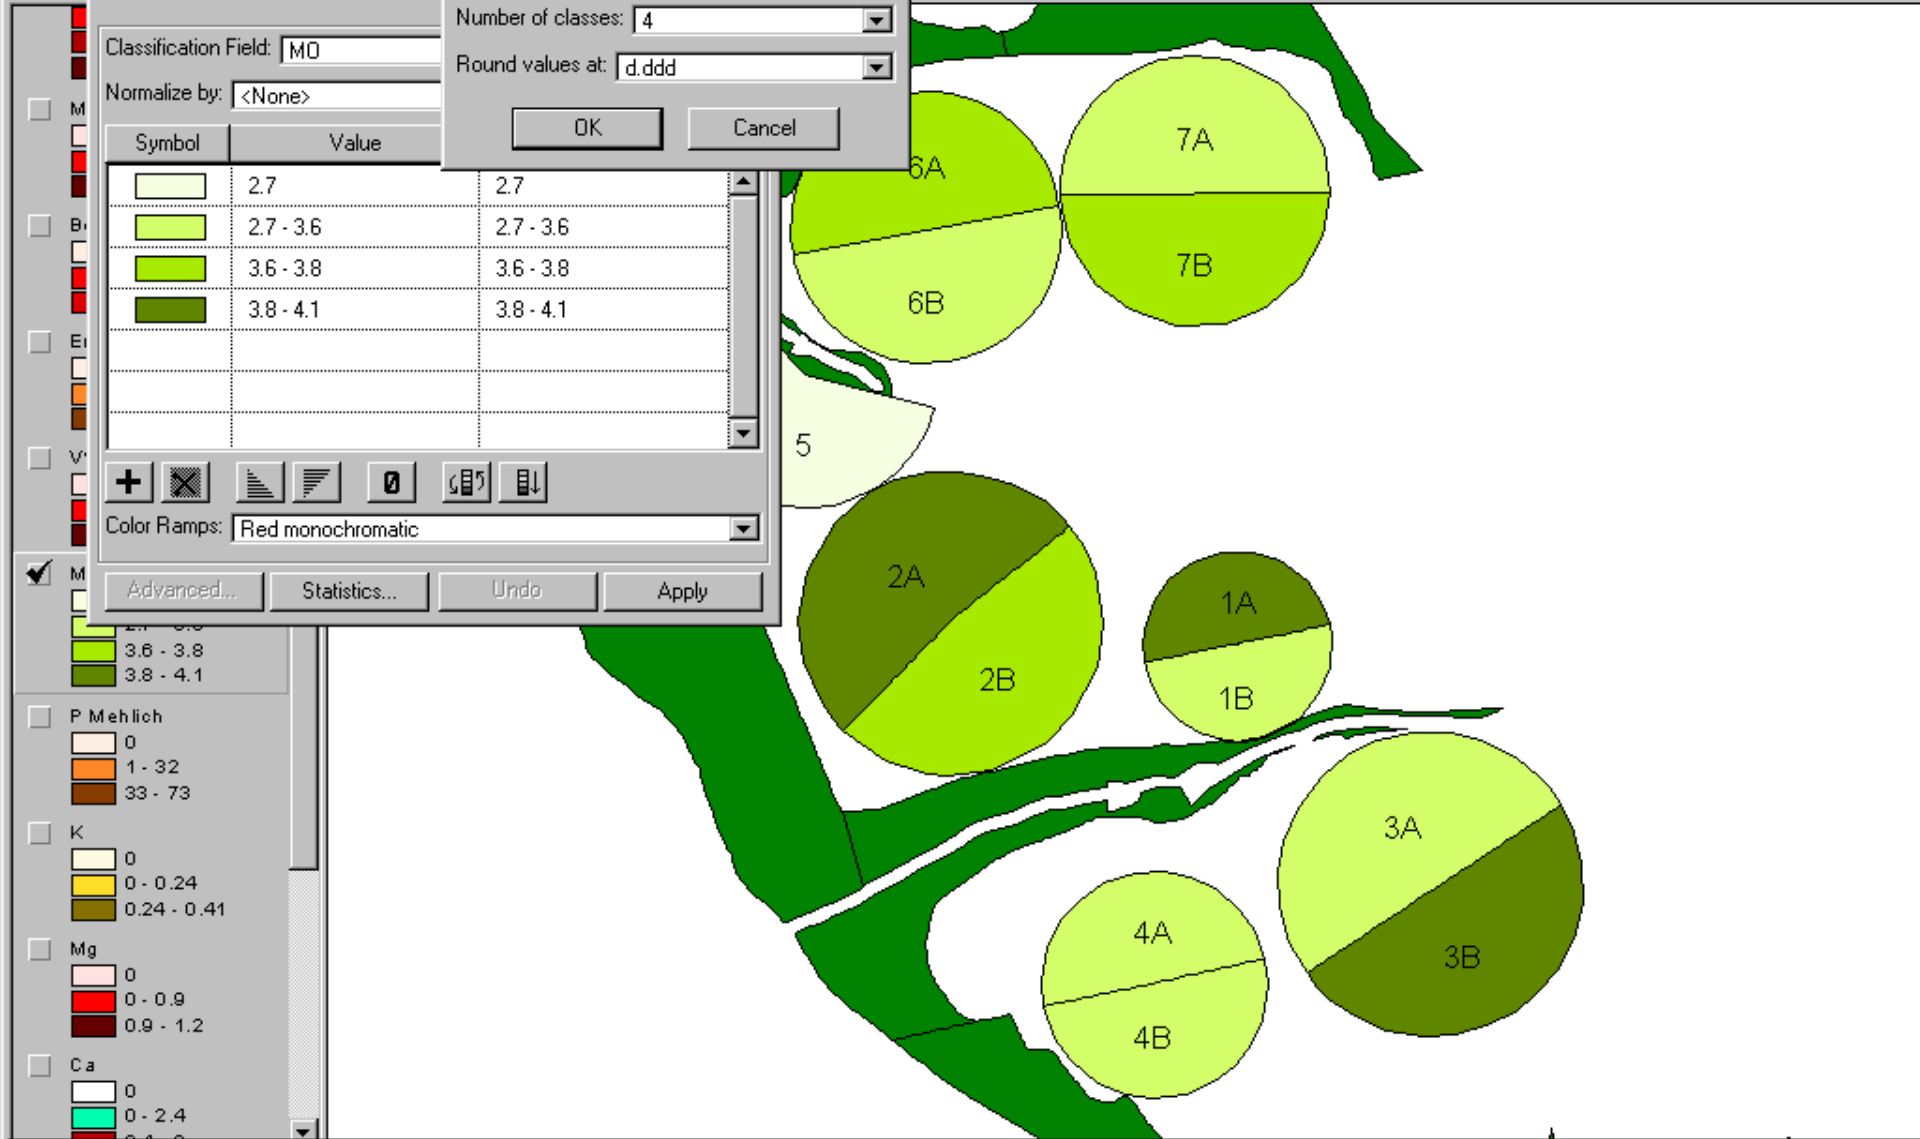 Number of classes: 4
Classification Field: MO
Round values at: d.ddd
Normalize by: <None>
OK Cancel
Symbol Value
2.7 2.7
2.7 - 3.6 2.7 - 3.6
3.6 - 3.8 3.6 - 3.8
3.8 - 4.1 3.8 - 4.1
Color Ramps: Red monochromatic
Advanced... Statistics... Undo Apply
M
3.6 - 3.8
3.8 - 4.1
P Mehlich
0
1 - 32
33 - 73
K
0
0 - 0.24
0.24 - 0.41
Mg
0
0 - 0.9
0.9 - 1.2
Ca
0
0 - 2.4
6A
6B
7A
7B
5
2A
2B
1A
1B
3A
3B
4A
4B